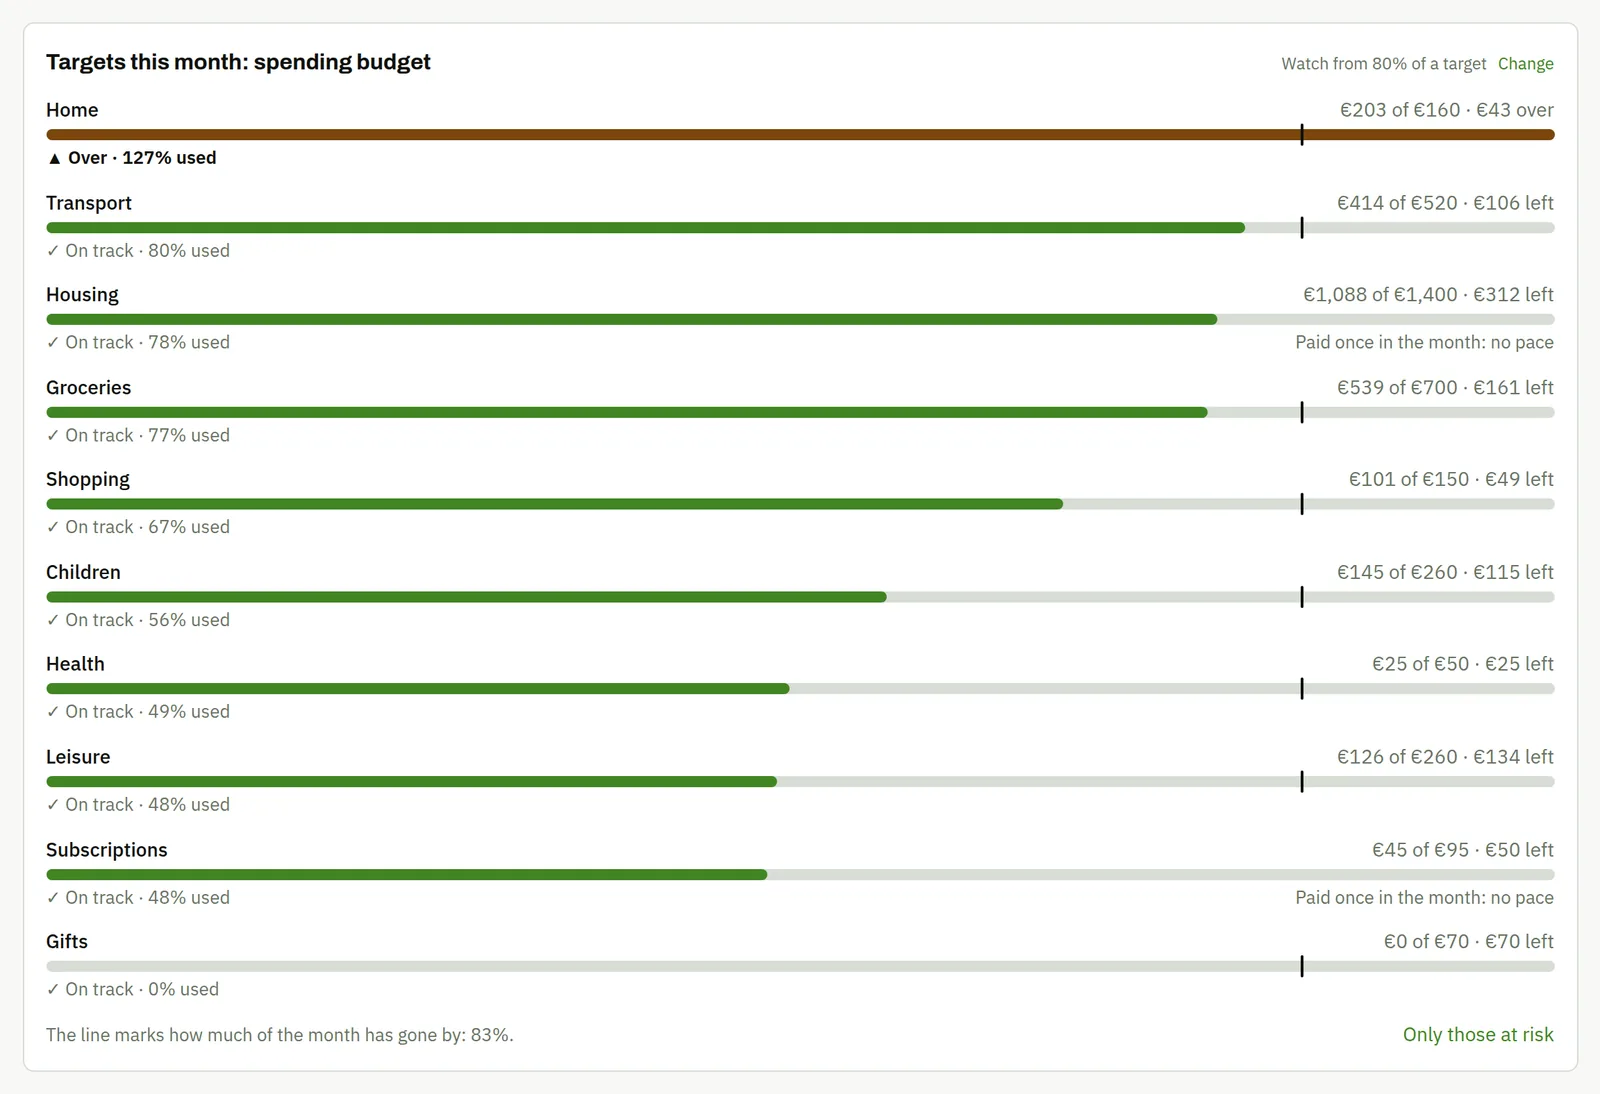 Targets this month: spending budget
Watch from 80% of a target Change
Home
€203 of €160 · €43 over
▲ Over · 127% used
Transport
€414 of €520 · €106 left
✓ On track · 80% used
Housing
€1,088 of €1,400 · €312 left
✓ On track · 78% used
Paid once in the month: no pace
Groceries
€539 of €700 · €161 left
✓ On track · 77% used
Shopping
€101 of €150 · €49 left
✓ On track · 67% used
Children
€145 of €260 · €115 left
✓ On track · 56% used
Health
€25 of €50 · €25 left
✓ On track · 49% used
Leisure
€126 of €260 · €134 left
✓ On track · 48% used
Subscriptions
€45 of €95 · €50 left
✓ On track · 48% used
Paid once in the month: no pace
Gifts
€0 of €70 · €70 left
✓ On track · 0% used
The line marks how much of the month has gone by: 83%.
Only those at risk